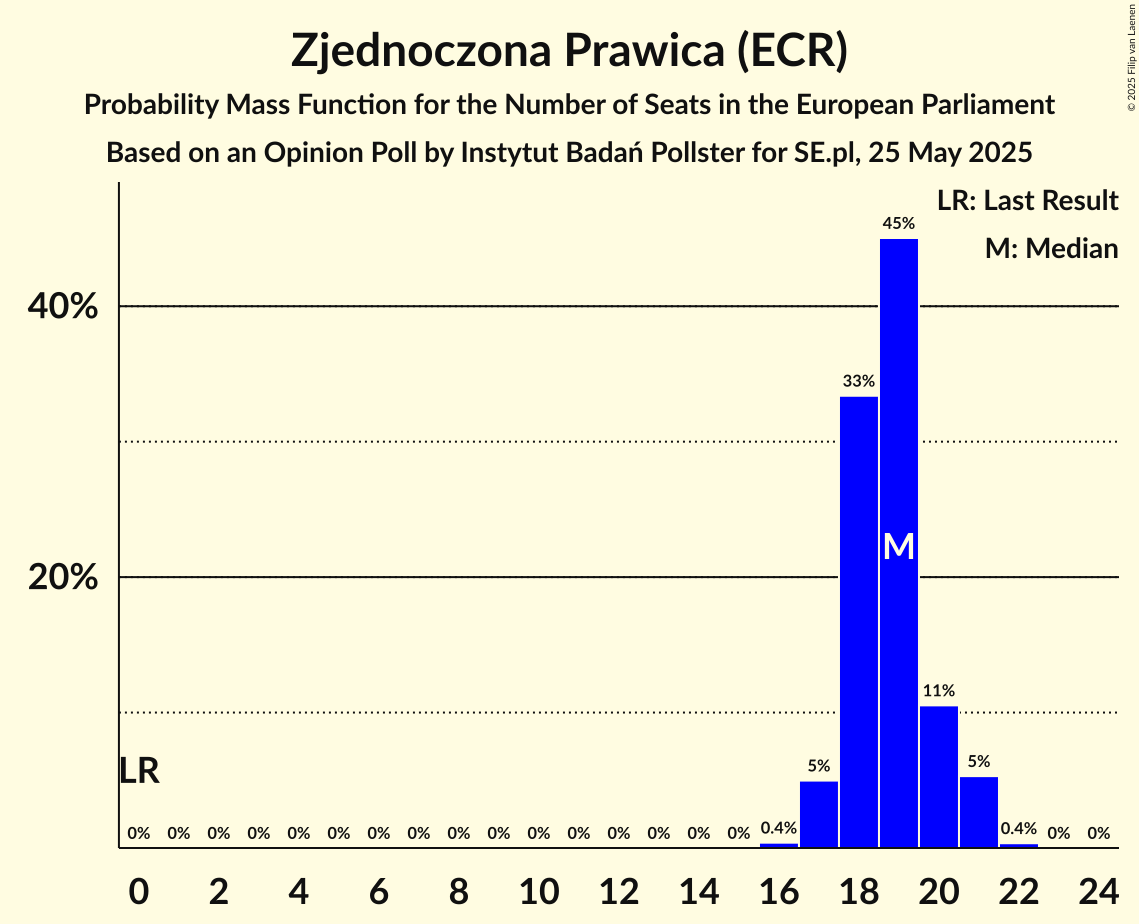 Zjednoczona Prawica (ECR)
Probability Mass Function for the Number of Seats in the European Parliament
Based on an Opinion Poll by Instytut Badań Pollster for SE.pl, 25 May 2025
© 2025 Filip van Laenen
LR: Last Result
M: Median
45%
40%
33%
M
20%
11%
LR
5%
5%
0% 0% 0% 0% 0% 0% 0% 0% 0% 0% 0% 0% 0% 0% 0% 0% 0.4% 0.4% 0% 0%
0 2 4 6 8 10 12 14 16 18 20 22 24